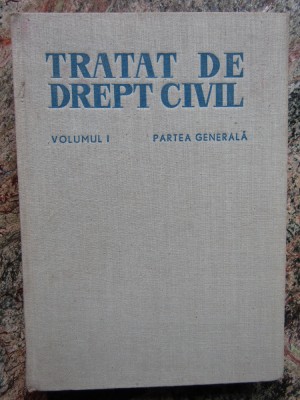 TRATAT DE
DREPT CIVIL
VOLUMUL I PARTEA GENERALĂ